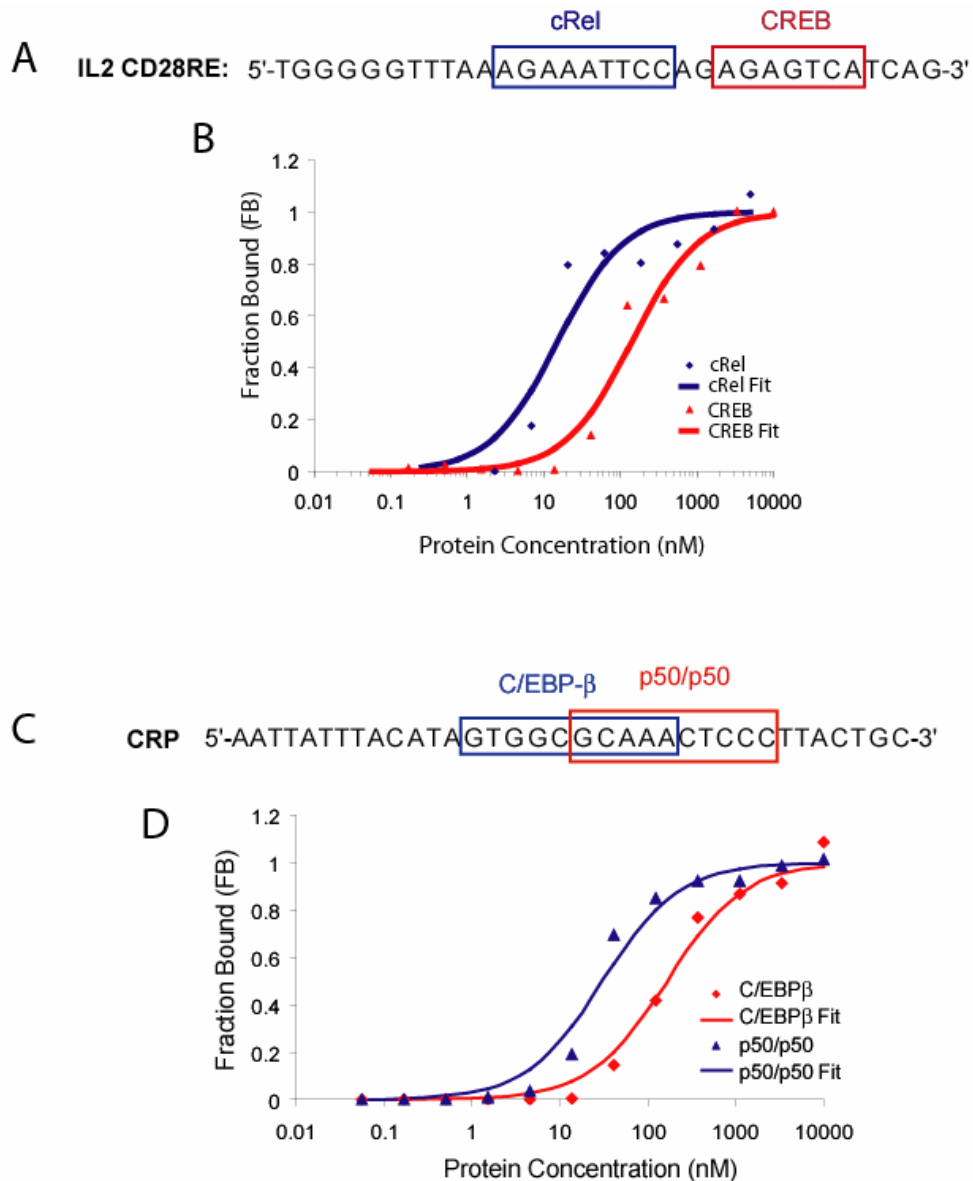 A
cRel CREB
IL2 CD28RE: 5'-TGGGGGTTTAAAGAAATTCCAGAGAGTCATCAG-3'
B
1.2
1
0.8
0.6
0.4
0.2
0
Fraction Bound (FB)
cRel
cRel Fit
CREB
CREB Fit
0.01 0.1 1 10 100 1000 10000
Protein Concentration (nM)
C/EBP-β p50/p50
C
CRP 5'-AATTATTTACATAGTGGCGCAAACTCCCTTACTGC-3'
D
1.2
1
0.8
0.6
0.4
0.2
0
Fraction Bound (FB)
C/EBPβ
C/EBPβ Fit
p50/p50
p50/p50 Fit
0.01 0.1 1 10 100 1000 10000
Protein Concentration (nM)